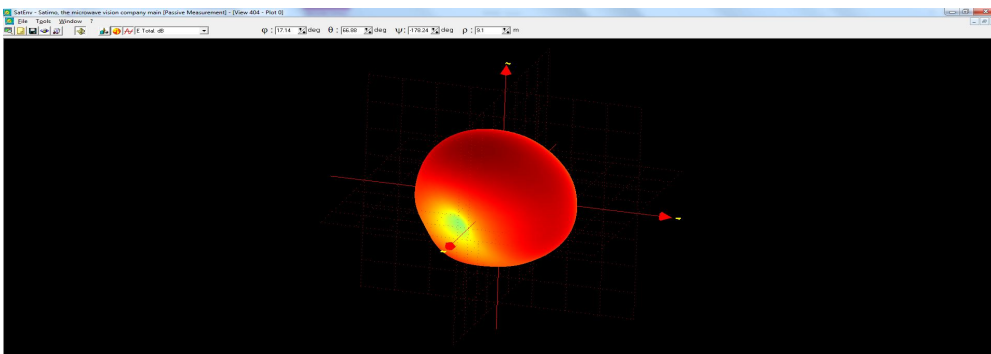 SatEnv - Satimo, the microwave vision company main [Passive Measurement] - [View 404 - Plot 0]
File Tools Window ?
E Total dB φ : 17.14 deg θ : 66.88 deg ψ: -178.24 deg ρ : 9.1 m